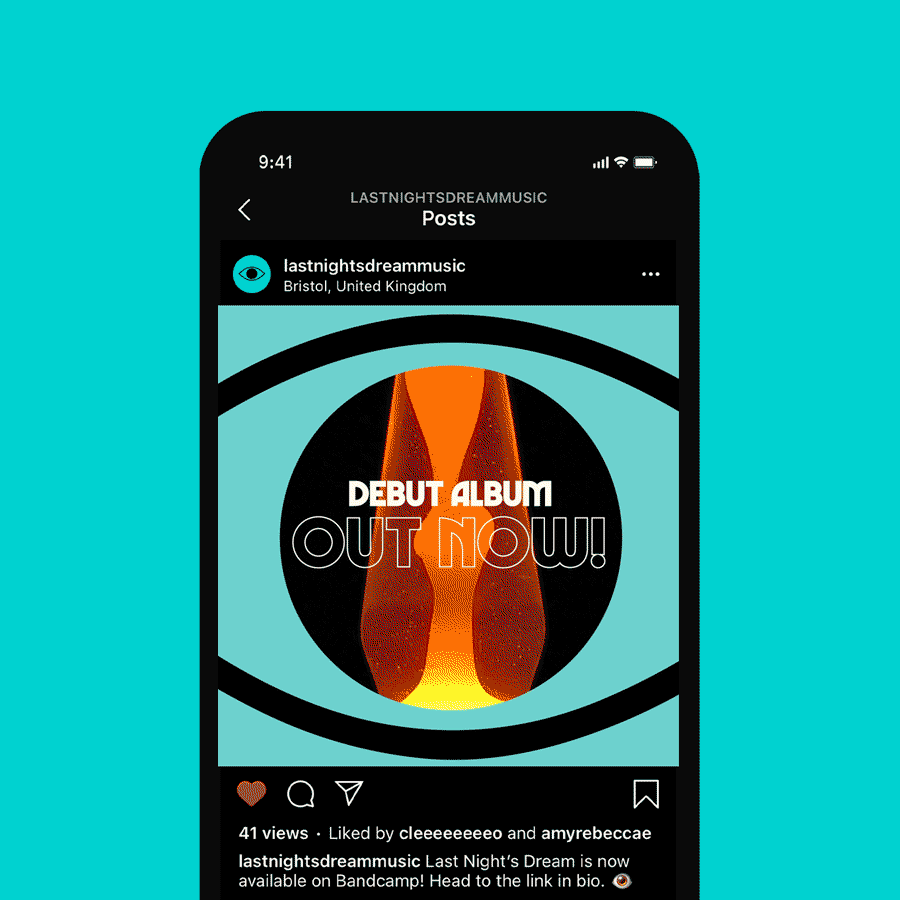 9:41
LASTNIGHTSDREAMMUSIC
Posts
lastnightsdreammusic
Bristol, United Kingdom
DEBUT ALBUM
OUT NOW!
41 views · Liked by cleeeeeeeeo and amyrebeccae
lastnightsdreammusic Last Night’s Dream is now
available on Bandcamp! Head to the link in bio. 👁️